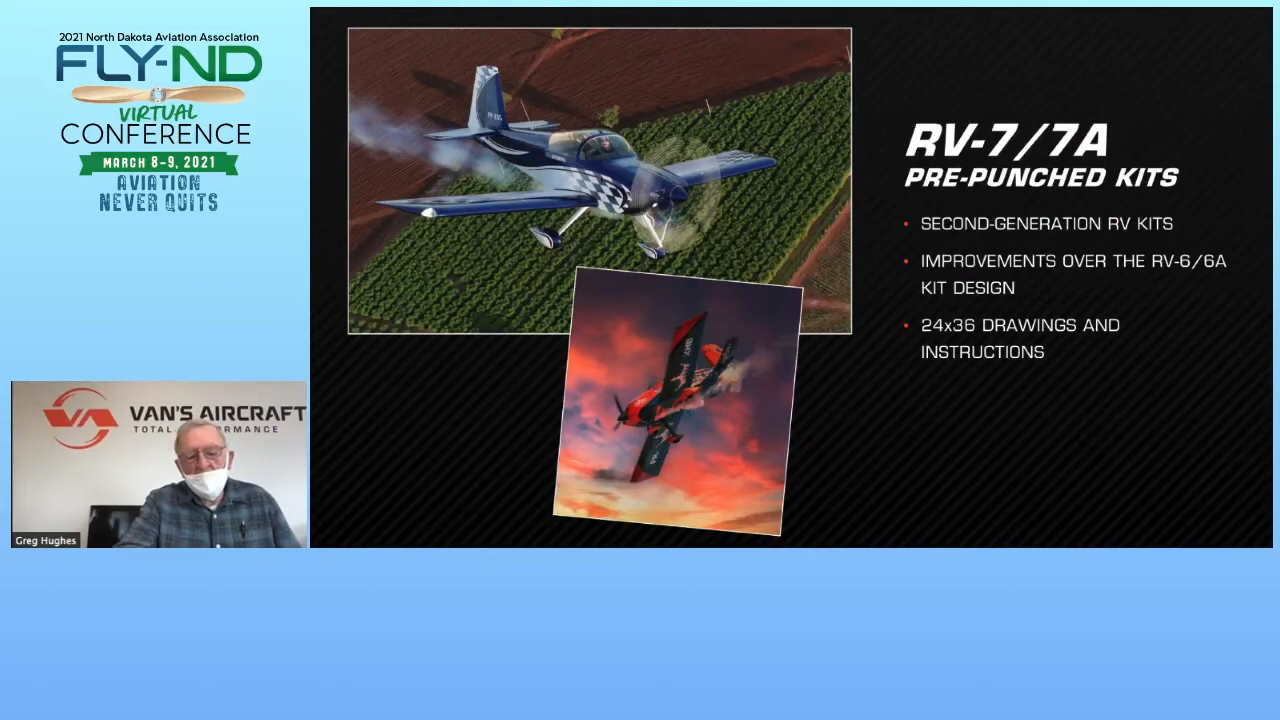 2021 North Dakota Aviation Association
FLY-ND
VIRTUAL
CONFERENCE
MARCH 8-9, 2021
AVIATION
NEVER QUITS
RV-7/7A
PRE-PUNCHED KITS
• SECOND-GENERATION RV KITS
• IMPROVEMENTS OVER THE RV-6/6A
KIT DESIGN
• 24x36 DRAWINGS AND
INSTRUCTIONS
VAN'S AIRCRAFT
TOTAL
Greg Hughes